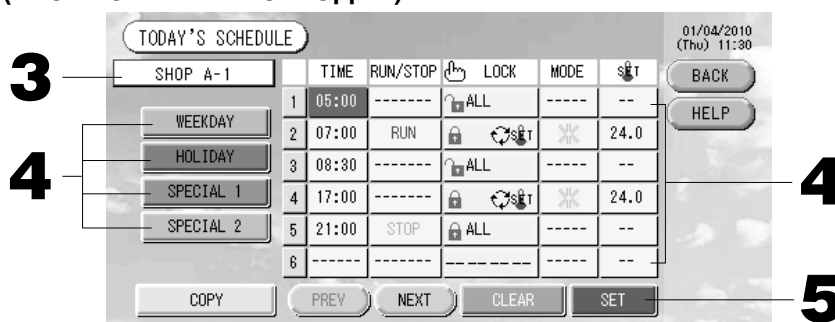 TODAY'S SCHEDULE
01/04/2010
(Thu) 11:30
3
SHOP A-1
TIME RUN/STOP LOCK MODE SET
BACK
HELP
1 05:00 ------- ALL ----- --
WEEKDAY
2 07:00 RUN SET 24.0
HOLIDAY
3 08:30 ------- ALL ----- --
4
4
SPECIAL 1
4 17:00 ------- SET 24.0
SPECIAL 2
5 21:00 STOP ALL ----- --
6 ------ ------- -------- ----- --
COPY PREV NEXT CLEAR SET
5